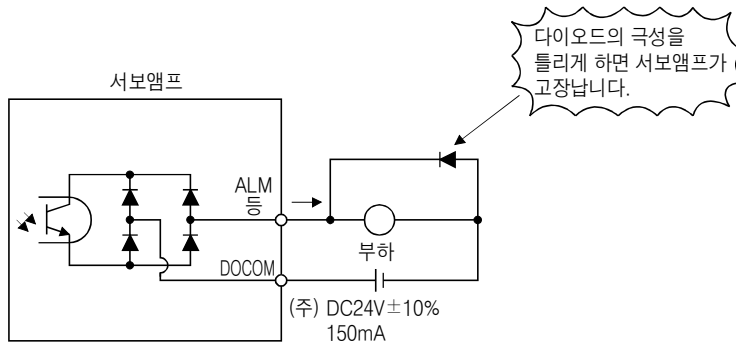 다이오드의 극성을
틀리게 하면 서보앰프가
고장납니다.
서보앰프
ALM
등
부하
DOCOM
(주) DC24V±10%
150mA